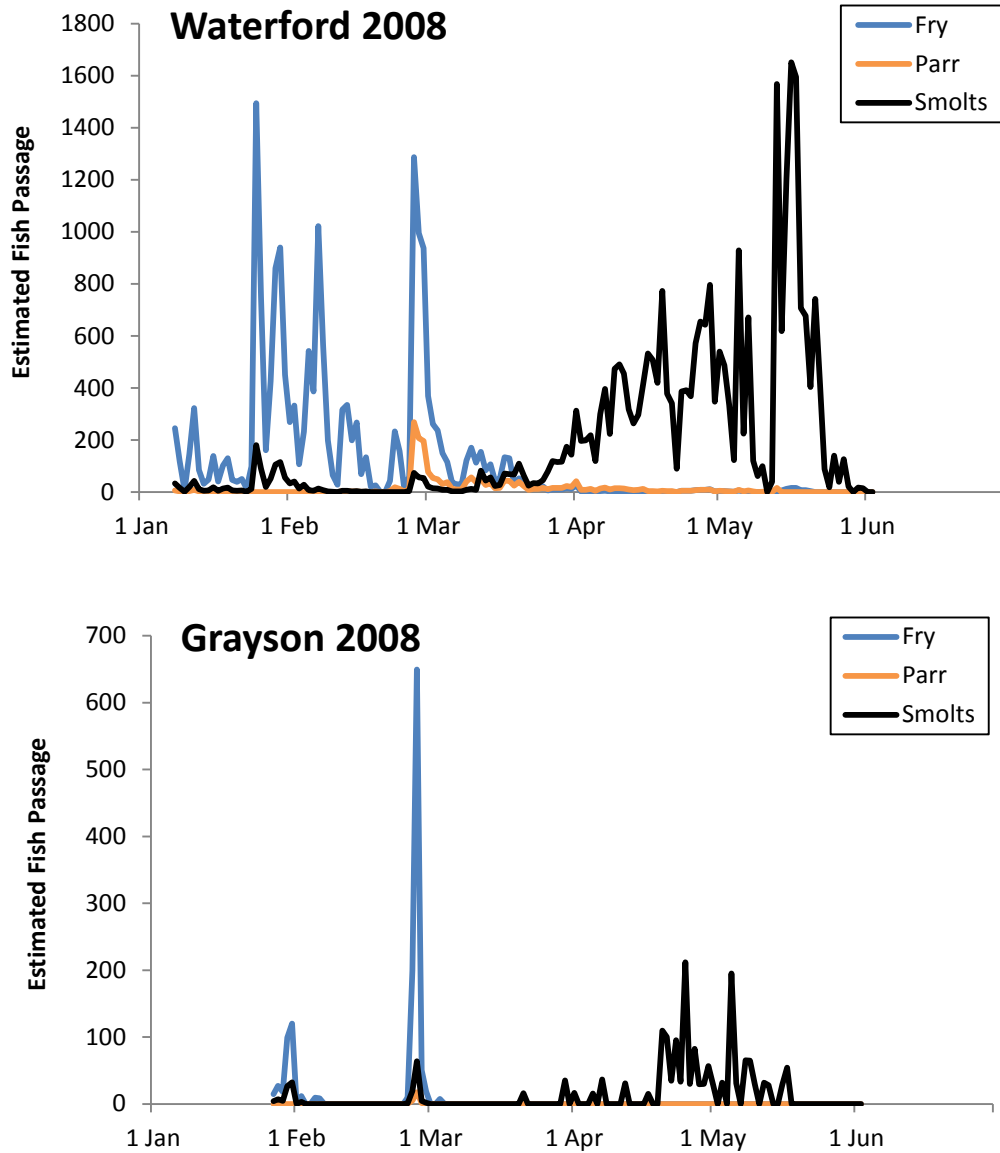 Waterford 2008
Fry
Parr
Smolts
Estimated Fish Passage
1800
1600
1400
1200
1000
800
600
400
200
0
1 Jan 1 Feb 1 Mar 1 Apr 1 May 1 Jun
Grayson 2008
Fry
Parr
Smolts
Estimated Fish Passage
700
600
500
400
300
200
100
0
1 Jan 1 Feb 1 Mar 1 Apr 1 May 1 Jun